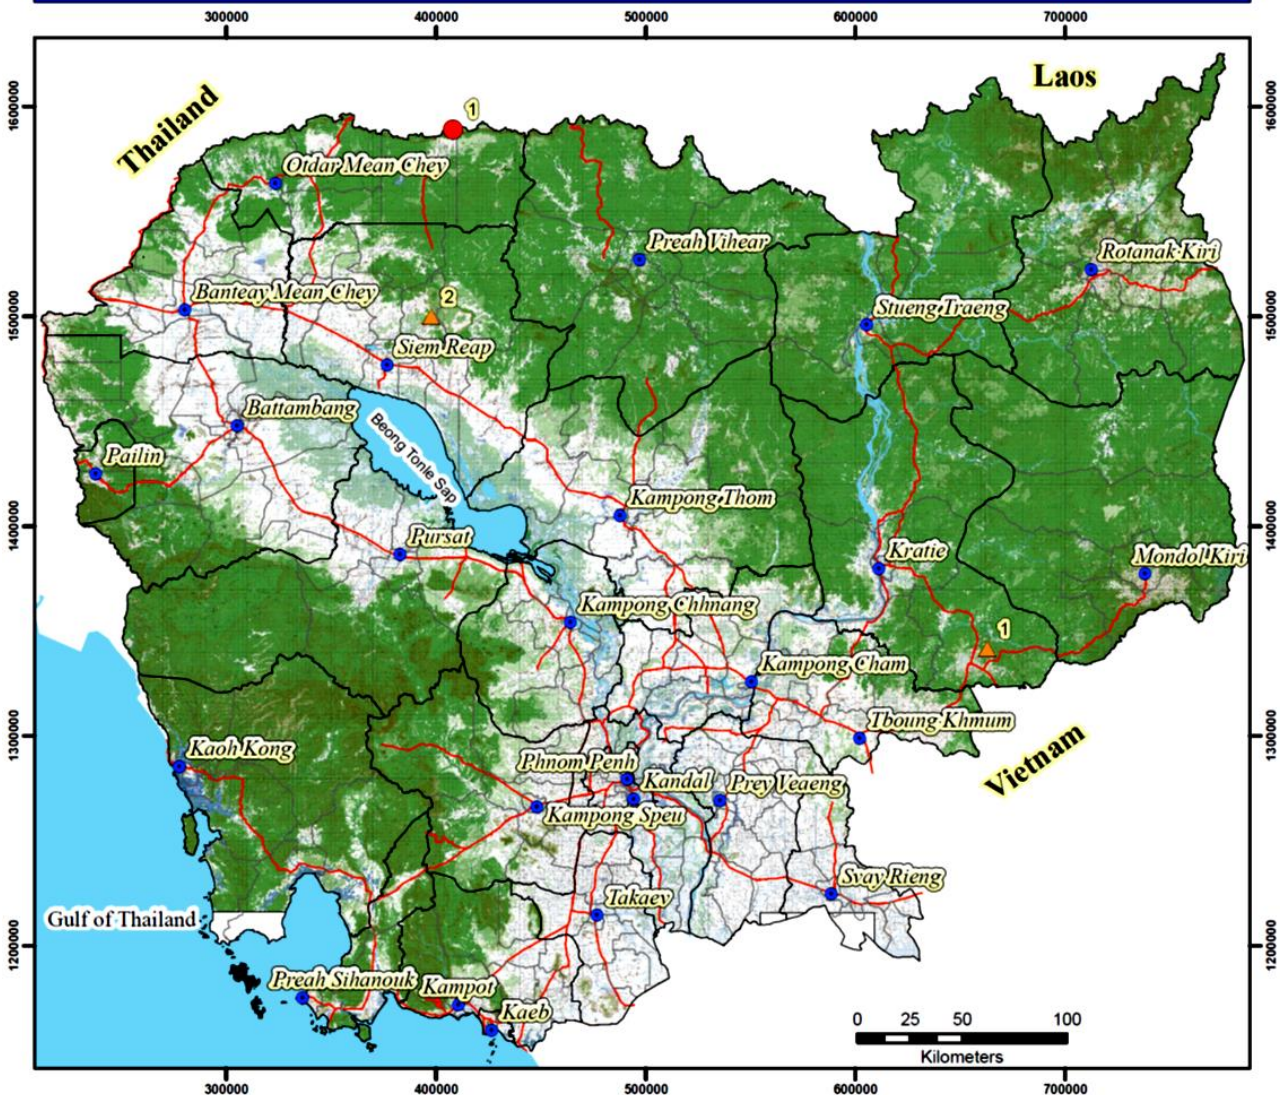 300000 400000 500000 600000 700000
Laos
1600000
1600000
Thailand
1
Otdar Mean Chey
Preah Vihear
Rotanak Kiri
Banteay Mean Chey
2
Stueng Traeng
1500000
1500000
Siem Reap
Battambang
Beong Tonle Sap
Pailin
Kampong Thom
1400000
1400000
Pursat
Kratie
Mondol Kiri
Kampong Chhnang
1
Kampong Cham
Tboung Khmum
1300000
1300000
Kaoh Kong
Vietnam
Phnom Penh
Kandal
Prey Veaeng
Kampong Speu
Svay Rieng
Takaev
Gulf of Thailand
1200000
1200000
Preah Sihanouk
Kampot
Kaeb
0 25 50 100
Kilometers
300000 400000 500000 600000 700000